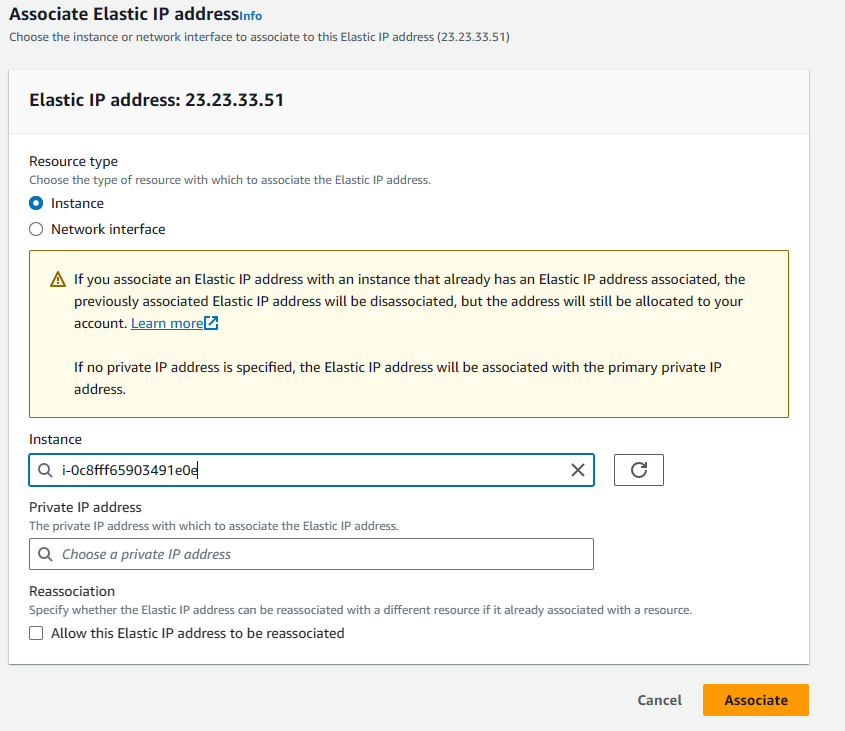 Associate Elastic IP address Info
Choose the instance or network interface to associate to this Elastic IP address (23.23.33.51)
Elastic IP address: 23.23.33.51
Resource type
Choose the type of resource with which to associate the Elastic IP address.
Instance
Network interface
If you associate an Elastic IP address with an instance that already has an Elastic IP address associated, the
previously associated Elastic IP address will be disassociated, but the address will still be allocated to your
account. Learn more
If no private IP address is specified, the Elastic IP address will be associated with the primary private IP
address.
Instance
i-0c8fff65903491e0e
Private IP address
The private IP address with which to associate the Elastic IP address.
Choose a private IP address
Reassociation
Specify whether the Elastic IP address can be reassociated with a different resource if it already associated with a resource.
Allow this Elastic IP address to be reassociated
Cancel
Associate